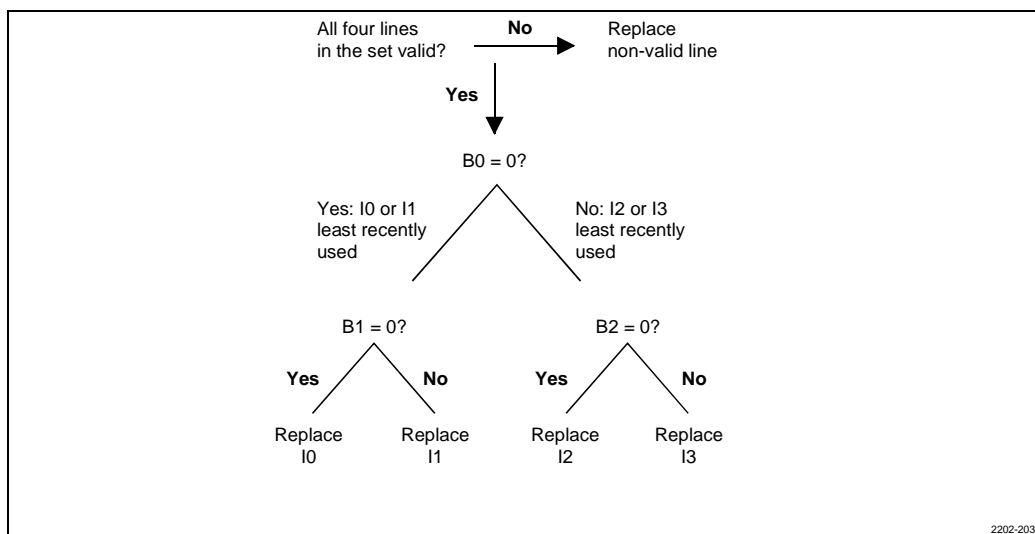 All four lines
in the set valid?
No
Replace
non-valid line
Yes
B0 = 0?
Yes: I0 or I1
least recently
used
No: I2 or I3
least recently
used
B1 = 0?
B2 = 0?
Yes
No
Yes
No
Replace
I0
Replace
I1
Replace
I2
Replace
I3
2202-203